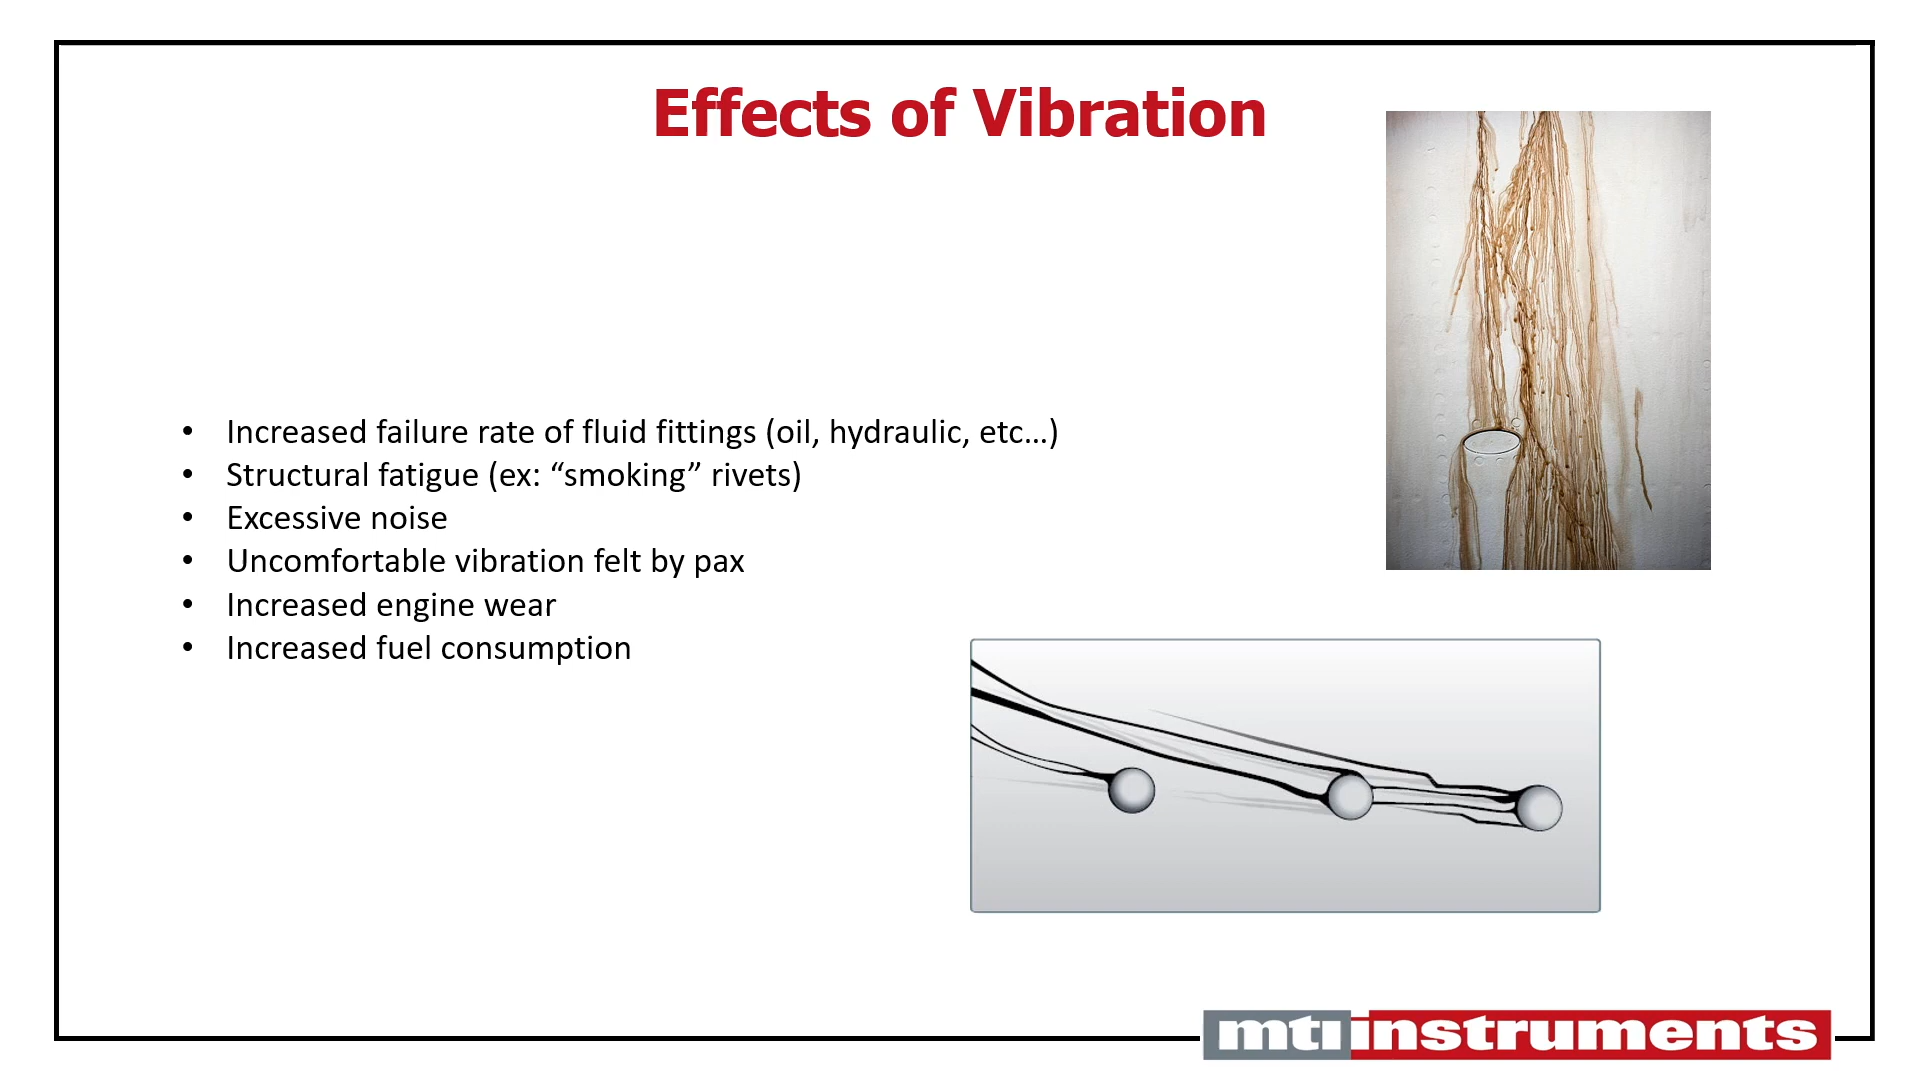 Effects of Vibration
• Increased failure rate of fluid fittings (oil, hydraulic, etc…)
• Structural fatigue (ex: “smoking” rivets)
• Excessive noise
• Uncomfortable vibration felt by pax
• Increased engine wear
• Increased fuel consumption
mtiinstruments